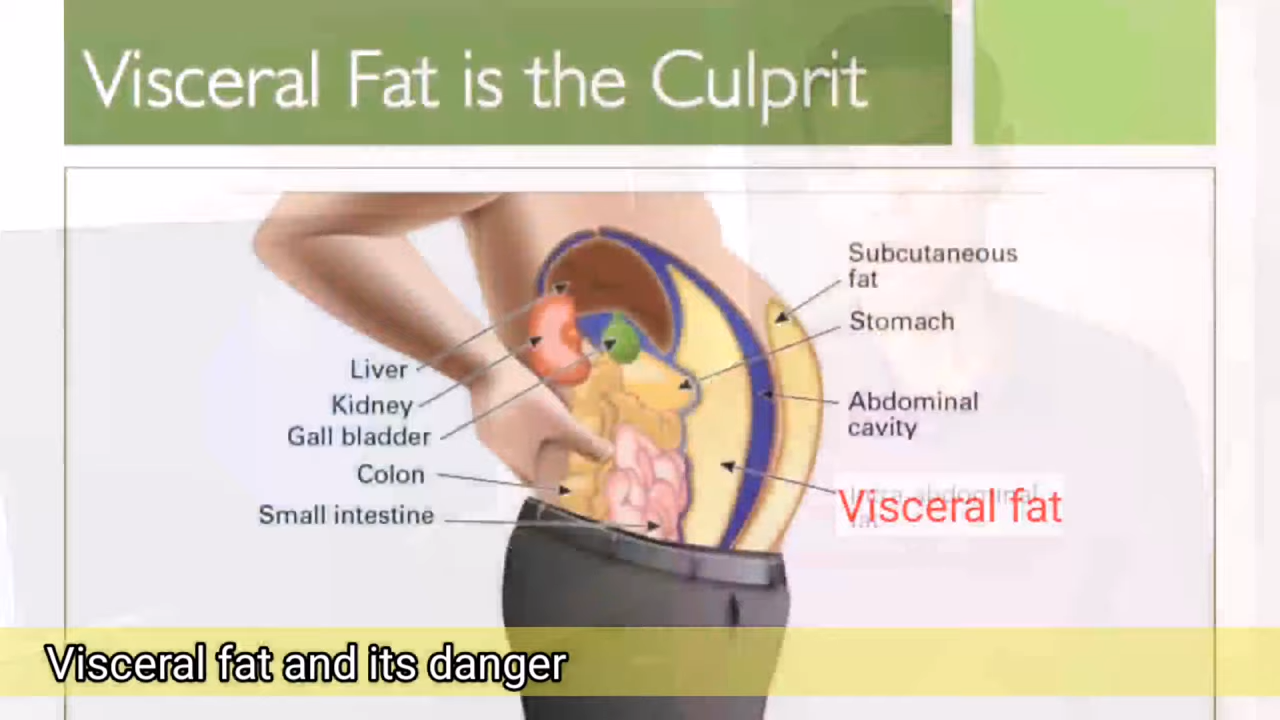 Visceral Fat is the Culprit
Subcutaneous
fat
Stomach
Liver
Kidney
Abdominal
cavity
Gall bladder
Colon
Visceral fat
Small intestine
Visceral fat and its danger